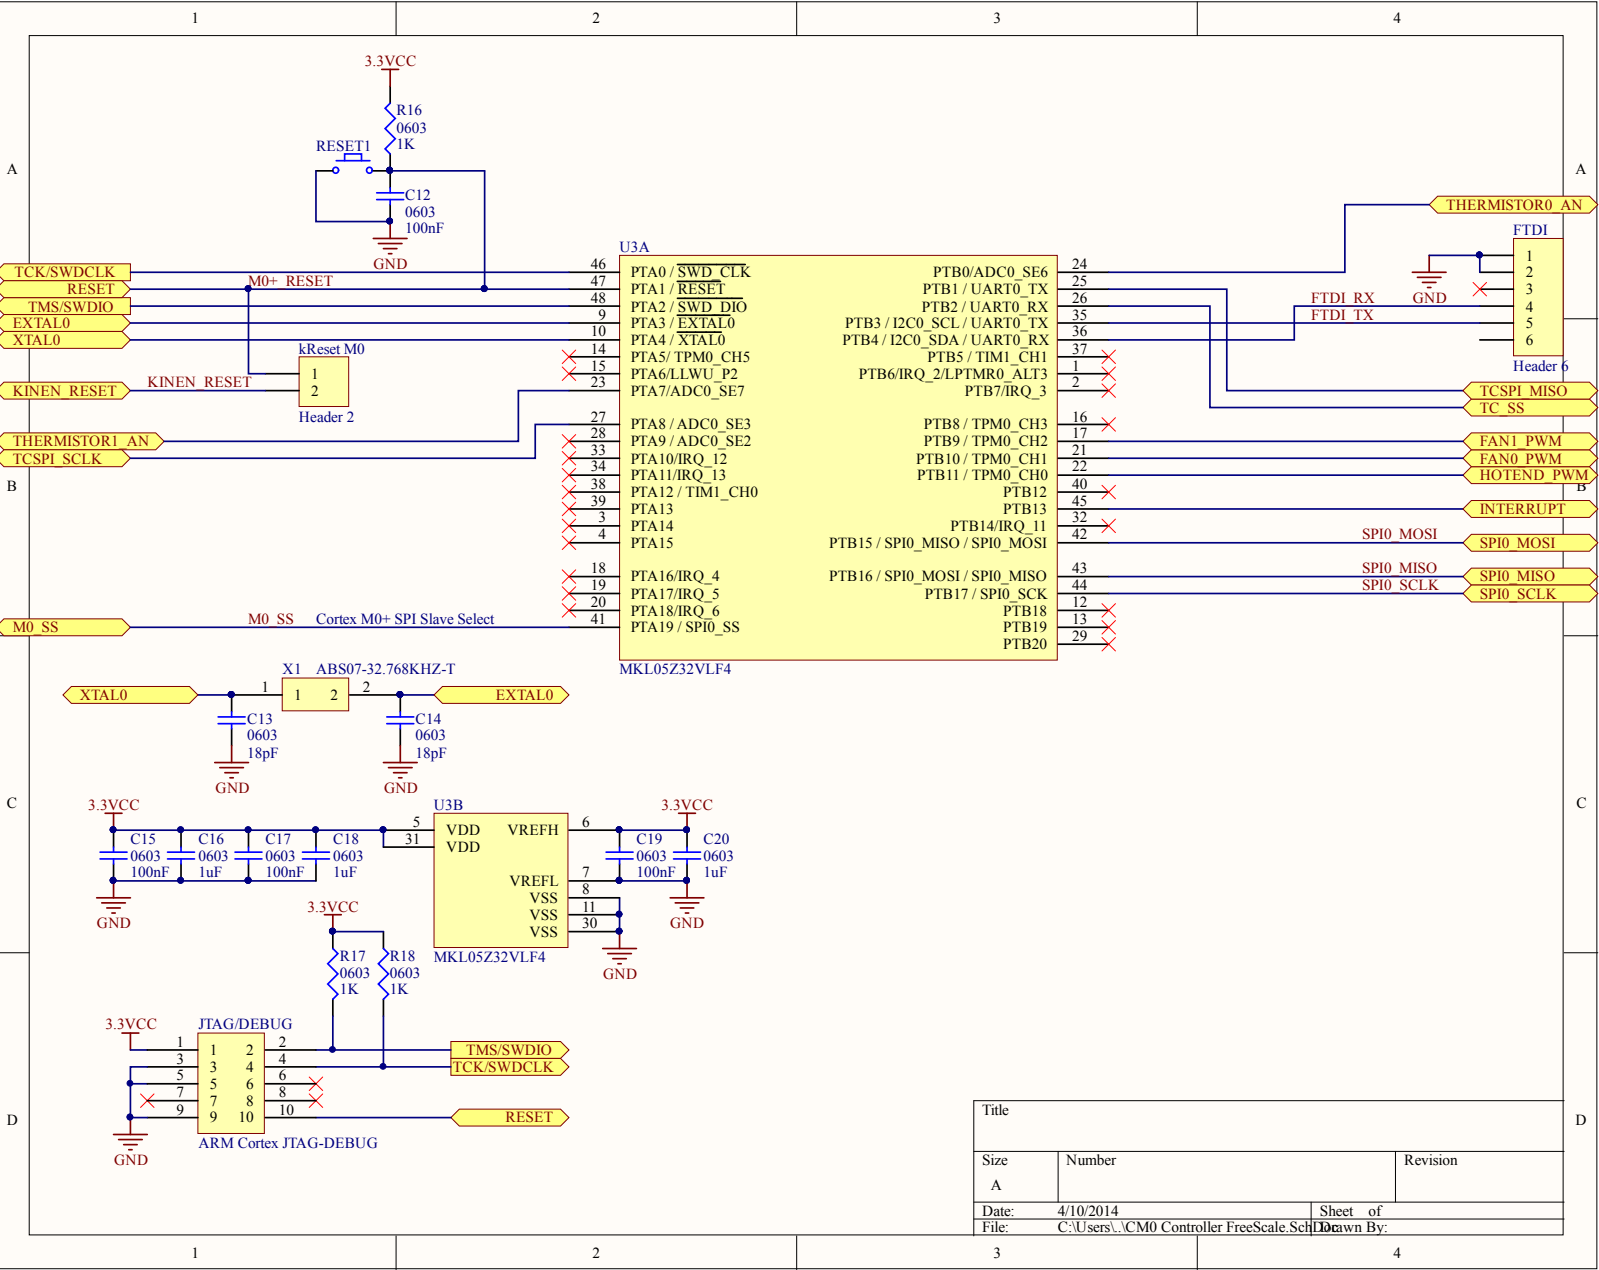 1 2 3 4
A A
B B
C C
D D
3.3VCC
R16
0603
1K
RESET1
C12
0603
100nF
GND
TCK/SWDCLK
RESET
TMS/SWDIO
EXTAL0
XTAL0
KINEN_RESET
THERMISTOR1_AN
TCSPI_SCLK
M0_SS
M0+_RESET
KINEN_RESET
kReset M0
1
2
Header 2
M0_SS Cortex M0+ SPI Slave Select
U3A
46 PTA0 / SWD_CLK
47 PTA1 / RESET
48 PTA2 / SWD_DIO
9 PTA3 / EXTAL0
10 PTA4 / XTAL0
14 PTA5/ TPM0_CH5
15 PTA6/LLWU_P2
23 PTA7/ADC0_SE7
27 PTA8 / ADC0_SE3
28 PTA9 / ADC0_SE2
33 PTA10/IRQ_12
34 PTA11/IRQ_13
38 PTA12 / TIM1_CH0
39 PTA13
3 PTA14
4 PTA15
18 PTA16/IRQ_4
19 PTA17/IRQ_5
20 PTA18/IRQ_6
41 PTA19 / SPI0_SS
PTB0/ADC0_SE6 24
PTB1 / UART0_TX 25
PTB2 / UART0_RX 26
PTB3 / I2C0_SCL / UART0_TX 35
PTB4 / I2C0_SDA / UART0_RX 36
PTB5 / TIM1_CH1 37
PTB6/IRQ_2/LPTMR0_ALT3 1
PTB7/IRQ_3 2
PTB8 / TPM0_CH3 16
PTB9 / TPM0_CH2 17
PTB10 / TPM0_CH1 21
PTB11 / TPM0_CH0 22
PTB12 40
PTB13 45
PTB14/IRQ_11 32
PTB15 / SPI0_MISO / SPI0_MOSI 42
PTB16 / SPI0_MOSI / SPI0_MISO 43
PTB17 / SPI0_SCK 44
PTB18 12
PTB19 13
PTB20 29
MKL05Z32VLF4
THERMISTOR0_AN
FTDI
1
2
3
4
5
6
Header 6
GND
FTDI_RX
FTDI_TX
TCSPI_MISO
TC_SS
FAN1_PWM
FAN0_PWM
HOTEND_PWM
INTERRUPT
SPI0_MOSI SPI0_MOSI
SPI0_MISO SPI0_MISO
SPI0_SCLK SPI0_SCLK
X1 ABS07-32.768KHZ-T
XTAL0 1 1 2 2 EXTAL0
C13
0603
18pF
GND
C14
0603
18pF
GND
3.3VCC
C15
0603
100nF
C16
0603
1uF
C17
0603
100nF
C18
0603
1uF
GND
U3B
5 VDD VREFH 6
31 VDD
VREFL 7
VSS 8
VSS 11
VSS 30
MKL05Z32VLF4
GND
3.3VCC
C19
0603
100nF
C20
0603
1uF
GND
3.3VCC
R17
0603
1K
R18
0603
1K
3.3VCC
JTAG/DEBUG
1 1 2 2
3 3 4 4
5 5 6 6
7 7 8 8
9 9 10 10
ARM Cortex JTAG-DEBUG
GND
TMS/SWDIO
TCK/SWDCLK
RESET
Title
Size Number Revision
A
Date: 4/10/2014 Sheet of
File: C:\Users\..\CM0 Controller FreeScale.SchDoc Drawn By:
1 2 3 4